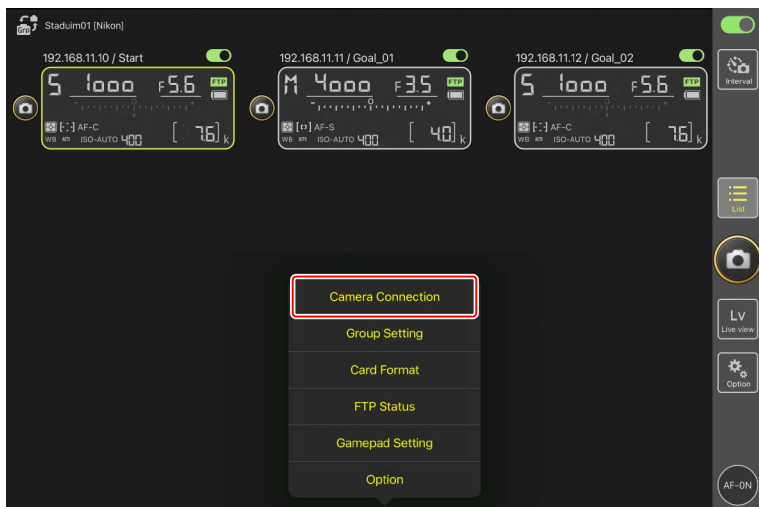 Grp
Staduim01 [Nikon]
192.168.11.10 / Start
S 1000 F5.6 FTP
- +
[-:-] AF-C
WB ISO-AUTO 400 [ 7.6] k
192.168.11.11 / Goal_01
M 4000 F3.5 FTP
- +
AF-S
WB ISO-AUTO 400 [ 4.0] k
192.168.11.12 / Goal_02
S 1000 F5.6 FTP
- +
[-:-] AF-C
WB ISO-AUTO 400 [ 7.6] k
Interval
List
Lv
Live view
Option
AF-ON
Camera Connection
Group Setting
Card Format
FTP Status
Gamepad Setting
Option